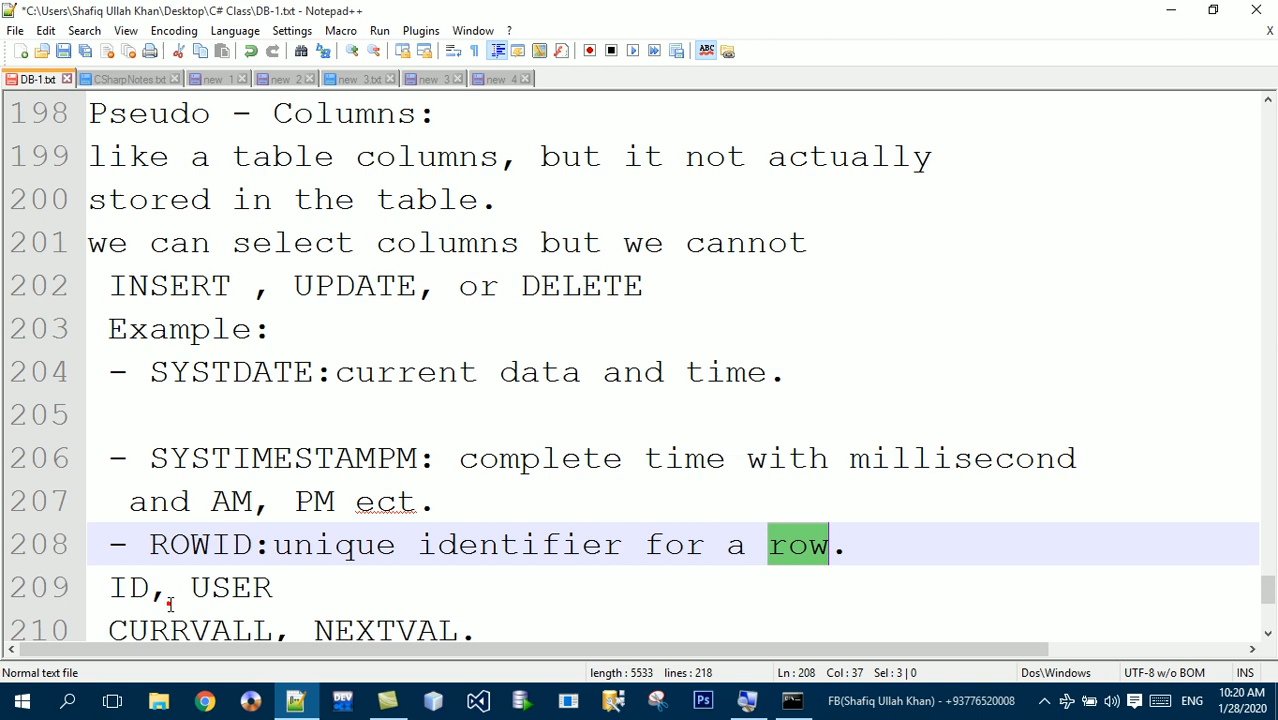 *C:\Users\Shafiq Ullah Khan\Desktop\C# Class\DB-1.txt - Notepad++
File Edit Search View Encoding Language Settings Macro Run Plugins Window ? X
DB-1.txt CSharpNotes.txt new 1 new 2 new 3.txt new 3 new 4
198 Pseudo - Columns:
199 like a table columns, but it not actually
200 stored in the table.
201 we can select columns but we cannot
202 INSERT , UPDATE, or DELETE
203 Example:
204 - SYSTDATE:current data and time.
205
206 - SYSTIMESTAMPM: complete time with millisecond
207 and AM, PM ect.
208 - ROWID:unique identifier for a row.
209 ID, USER
210 CURRVALL, NEXTVAL.
Normal text file length : 5533 lines : 218 Ln : 208 Col : 37 Sel : 3 | 0 Dos\Windows UTF-8 w/o BOM INS
FB(Shafiq Ullah Khan) - +93776520008 ENG 10:20 AM
1/28/2020